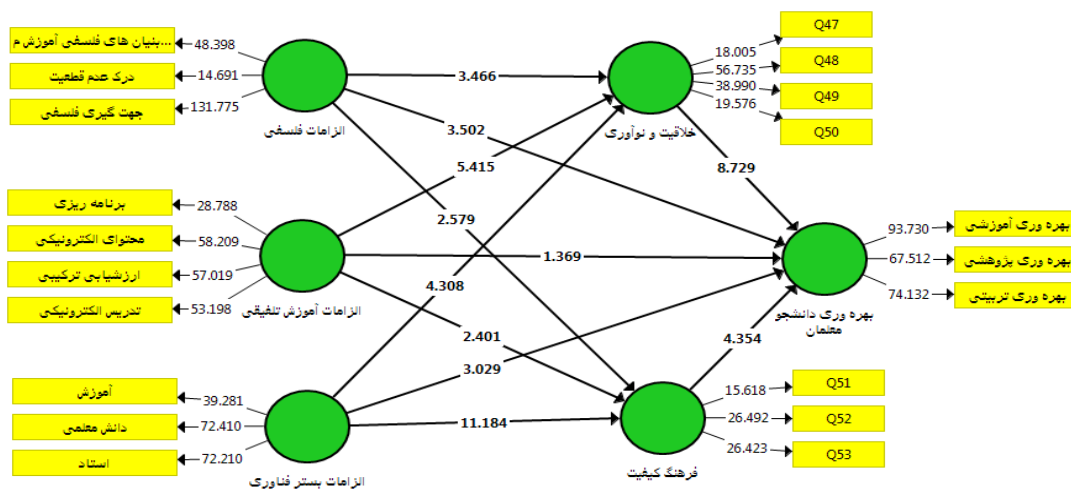 Q47
18.005
بنیان های فلسفی آموزش م...
48.398
3.466
56.735
Q48
درک عدم قطعیت
14.691
38.990
Q49
جهت گیری فلسفی
131.775
19.576
Q50
الزامات فلسفی
خلاقیت و نوآوری
3.502
5.415
8.729
2.579
برنامه ریزی
28.788
محتوای الکترونیکی
58.209
ارزشیابی ترکیبی
57.019
تدریس الکترونیکی
53.198
الزامات آموزش تلفیقی
1.369
93.730
بهره وری آموزشی
67.512
بهره وری پژوهشی
74.132
بهره وری تربیتی
بهره وری دانشجو
معلمان
4.308
2.401
3.029
4.354
آموزش
39.281
دانش معلمی
72.410
استاد
72.210
الزامات بستر فناوری
11.184
15.618
Q51
26.492
Q52
26.423
Q53
فرهنگ کیفیت